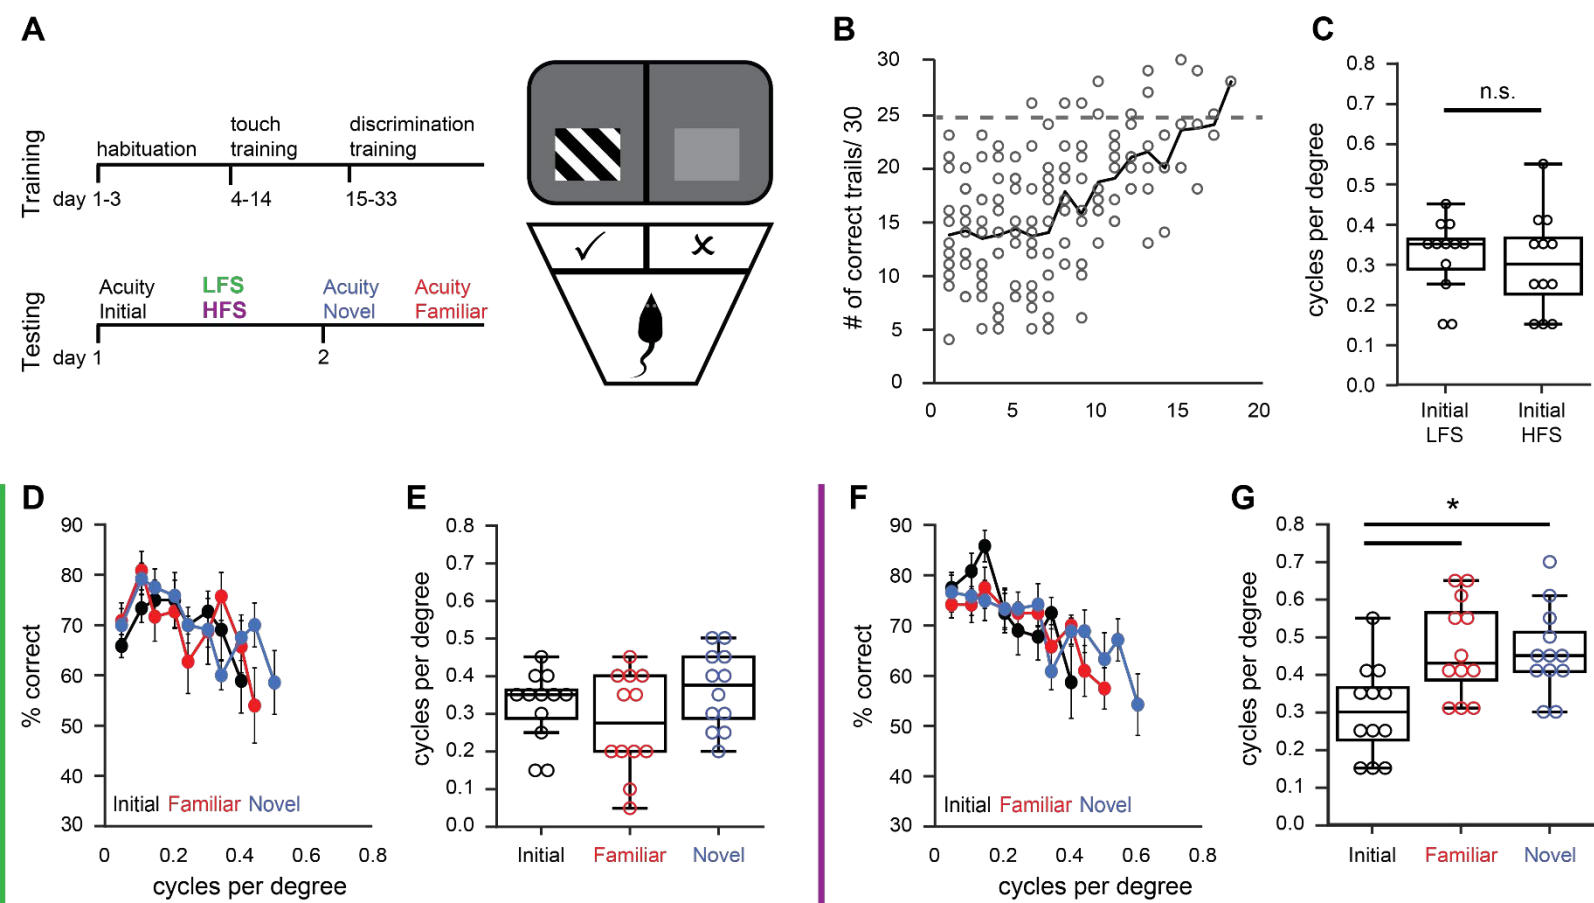 A
Training
habituation
touch
training
discrimination
training
day 1-3
4-14
15-33
Testing
Acuity
Initial
LFS
HFS
Acuity
Novel
Acuity
Familiar
day 1
2
✓
✗
B
# of correct trails/ 30
30
25
20
15
10
5
0
0
5
10
15
20
C
cycles per degree
0.8
0.7
0.6
0.5
0.4
0.3
0.2
0.1
0.0
n.s.
Initial
LFS
Initial
HFS
D
% correct
90
80
70
60
50
40
30
Initial Familiar Novel
0
0.2
0.4
0.6
0.8
cycles per degree
E
cycles per degree
0.8
0.7
0.6
0.5
0.4
0.3
0.2
0.1
0.0
Initial
Familiar
Novel
F
% correct
90
80
70
60
50
40
30
Initial Familiar Novel
0
0.2
0.4
0.6
0.8
cycles per degree
G
cycles per degree
0.8
0.7
0.6
0.5
0.4
0.3
0.2
0.1
0.0
*
Initial
Familiar
Novel